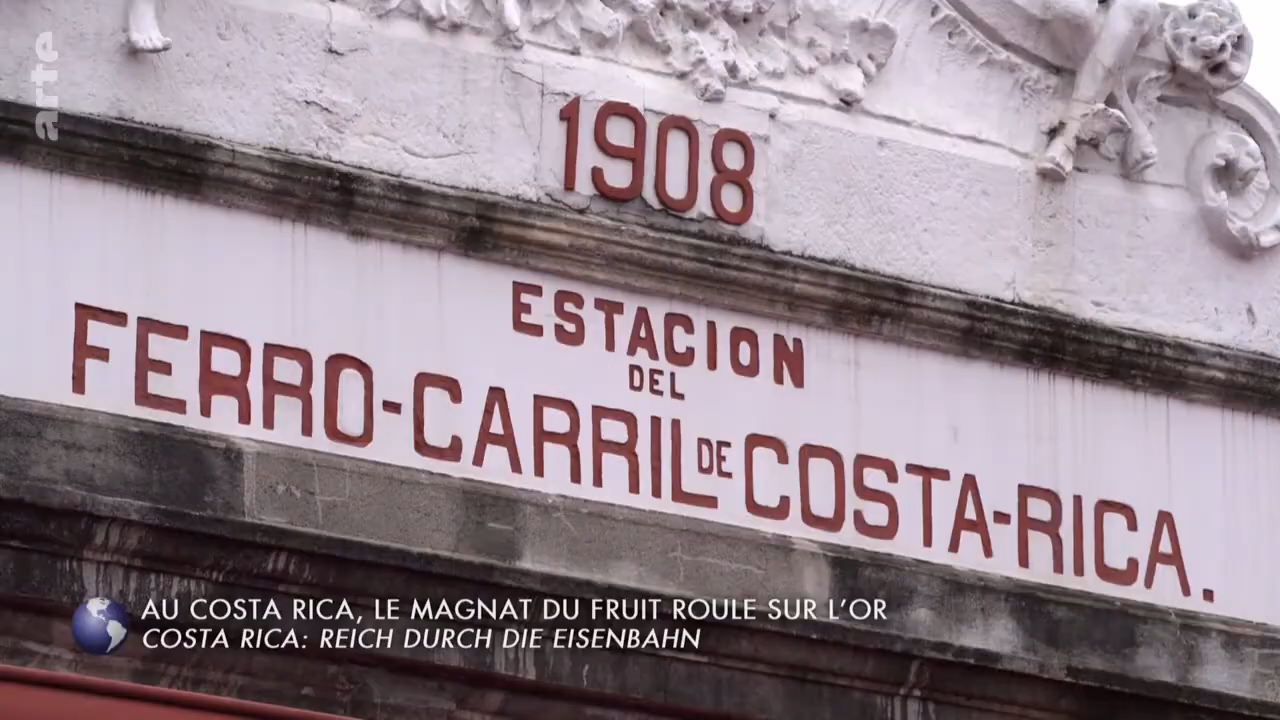 arte
1908
ESTACION
DEL
FERRO-CARRIL DE COSTA-RICA.
AU COSTA RICA, LE MAGNAT DU FRUIT ROULE SUR L'OR
COSTA RICA: REICH DURCH DIE EISENBAHN